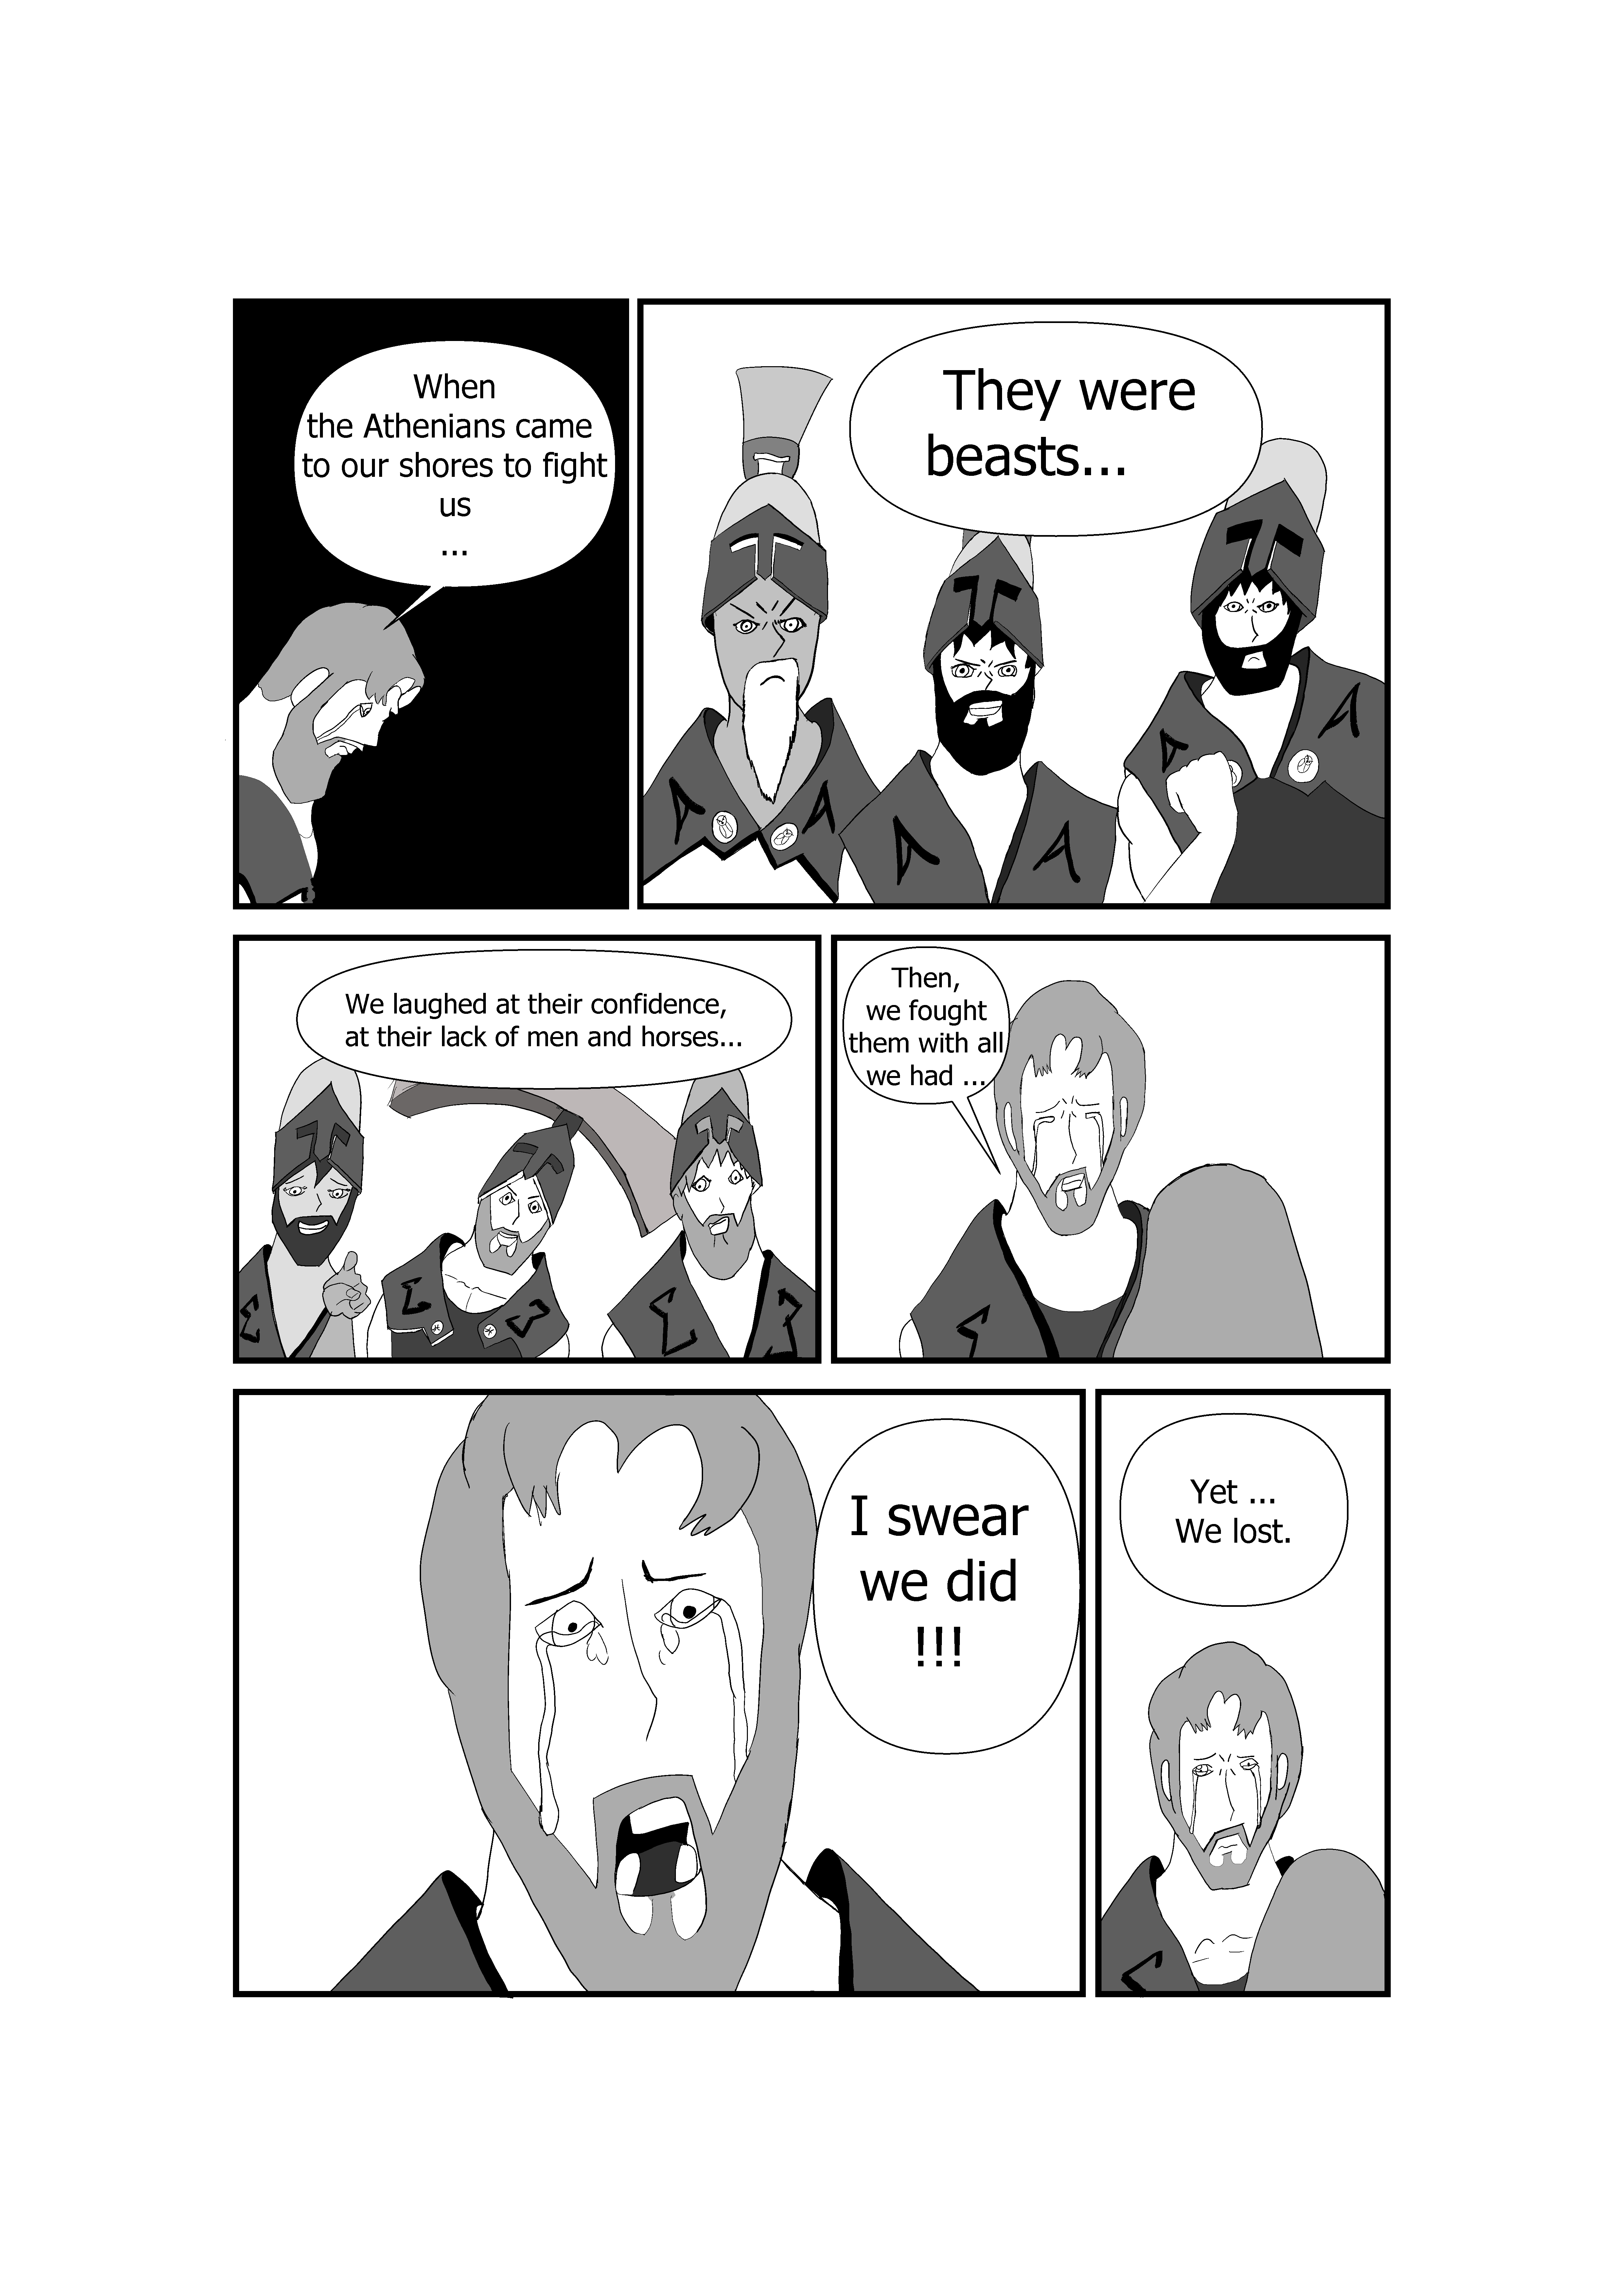 When
the Athenians came
to our shores to fight
us
...
They were
beasts...
We laughed at their confidence,
at their lack of men and horses...
Then,
we fought
them with all
we had ...
I swear
we did
!!!
Yet ...
We lost.